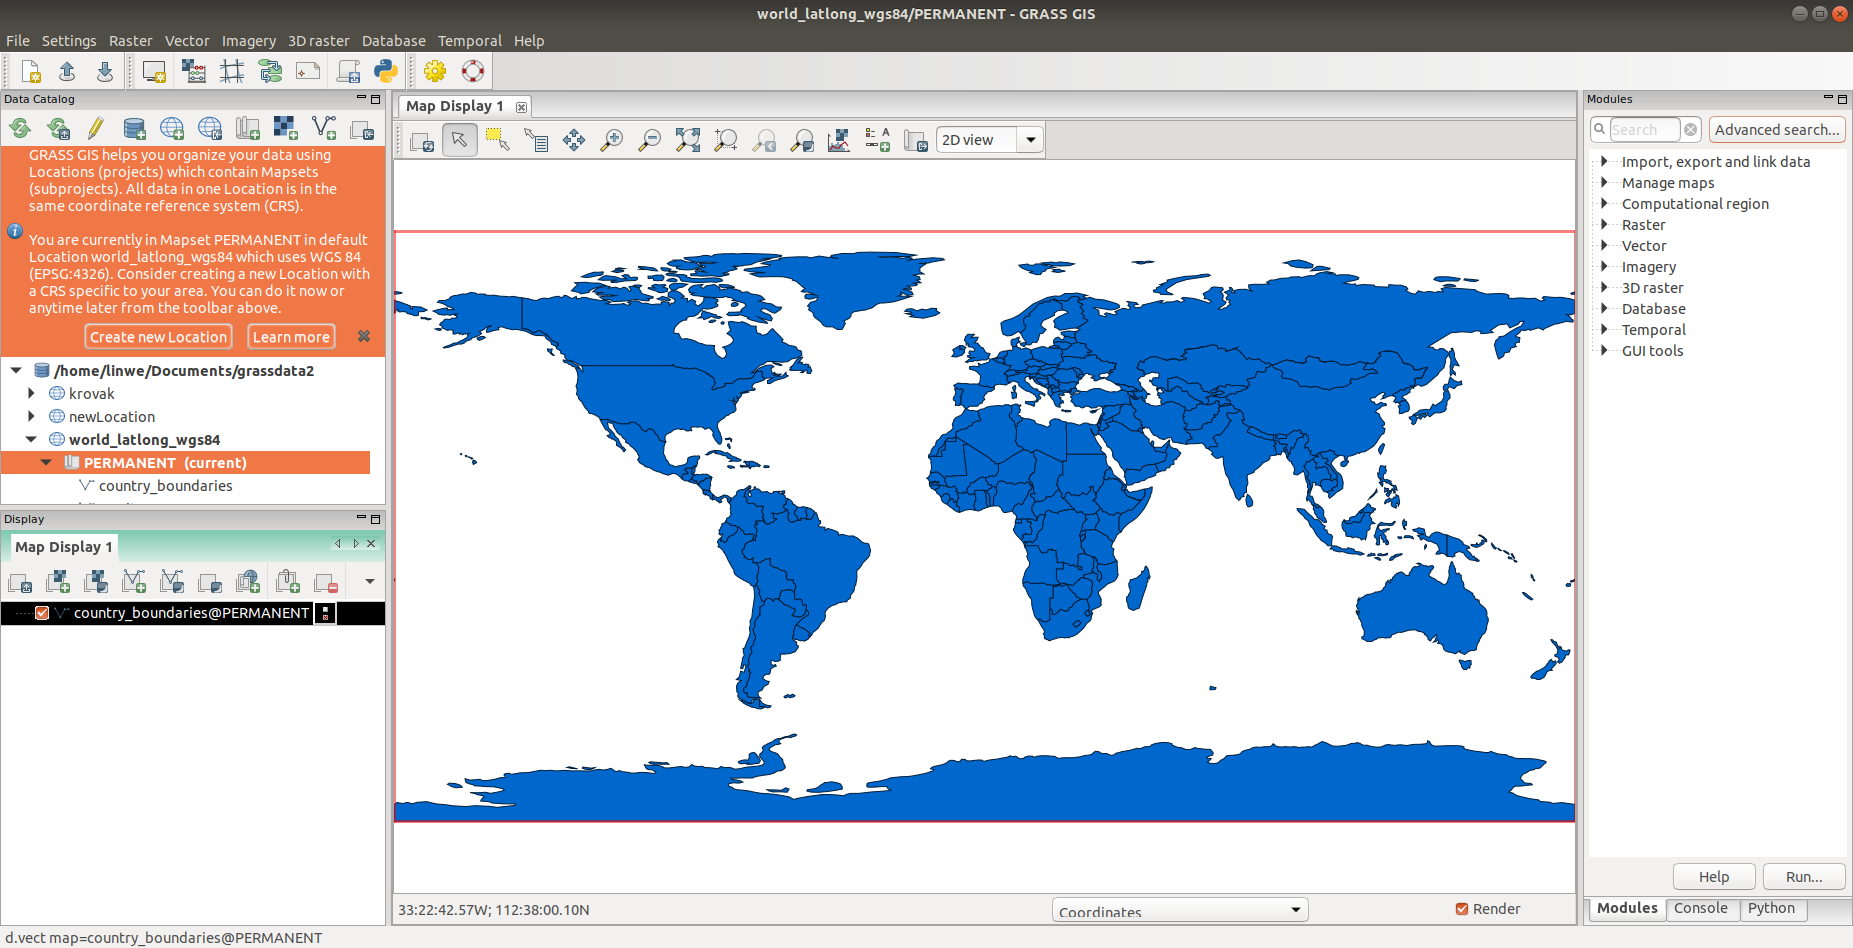 world_latlong_wgs84/PERMANENT - GRASS GIS
File Settings Raster Vector Imagery 3D raster Database Temporal Help
Data Catalog
GRASS GIS helps you organize your data using
Locations (projects) which contain Mapsets
(subprojects). All data in one Location is in the
same coordinate reference system (CRS).
You are currently in Mapset PERMANENT in default
Location world_latlong_wgs84 which uses WGS 84
(EPSG:4326). Consider creating a new Location with
a CRS specific to your area. You can do it now or
anytime later from the toolbar above.
Create new Location Learn more
/home/linwe/Documents/grassdata2
krovak
newLocation
world_latlong_wgs84
PERMANENT (current)
country_boundaries
Display
Map Display 1
country_boundaries@PERMANENT
Map Display 1
2D view
33:22:42.57W; 112:38:00.10N
Coordinates
Render
Modules
Search
Advanced search...
Import, export and link data
Manage maps
Computational region
Raster
Vector
Imagery
3D raster
Database
Temporal
GUI tools
Help Run...
Modules Console Python
d.vect map=country_boundaries@PERMANENT